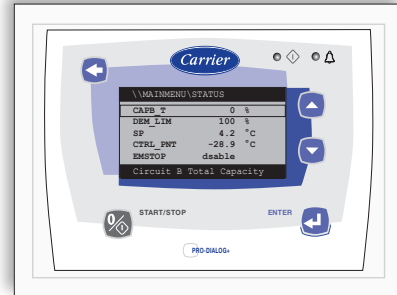 Carrier
\\MAINMENU\STATUS
CAPB_T 0 %
DEM_LIM 100 %
SP 4.2 °C
CTRL_PNT -28.9 °C
EMSTOP dsable
Circuit B Total Capacity
START/STOP
ENTER
PRO-DIALOG+